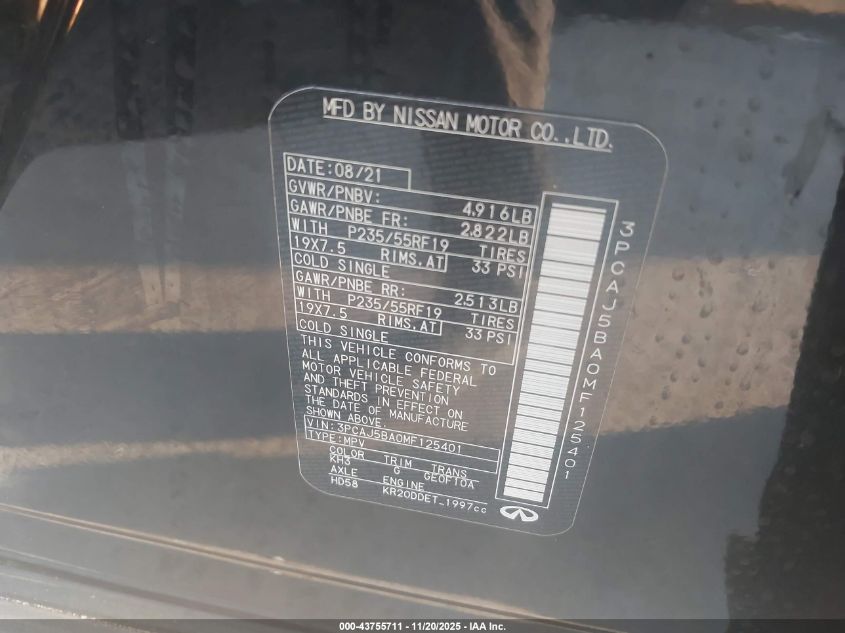 MFD BY NISSAN MOTOR CO.,LTD.
DATE:08/21
GVWR/PNBV: 4,916LB
GAWR/PNBE FR: 2,822LB
WITH P235/55RF19 TIRES
19X7.5 RIMS.AT 33 PSI
COLD SINGLE
GAWR/PNBE RR: 2,513LB
WITH P235/55RF19 TIRES
19X7.5 RIMS.AT 33 PSI
COLD SINGLE
THIS VEHICLE CONFORMS TO
ALL APPLICABLE FEDERAL
MOTOR VEHICLE SAFETY
AND THEFT PREVENTION
STANDARDS IN EFFECT ON
THE DATE OF MANUFACTURE
SHOWN ABOVE.
VIN:3PCAJ5BA0MF125401
TYPE:MPV
COLOR TRIM TRANS
KH3 G GE0FT0A
AXLE ENGINE
HD58 KR20DDET_1997cc
3PCAJ5BA0MF125401
000-43755711 - 11/20/2025 - IAA Inc.